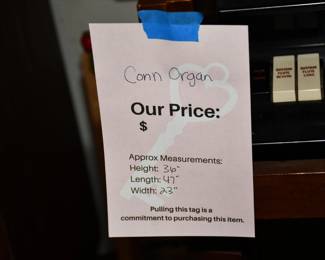 Conn Organ
Our Price:
$
Approx Measurements:
Height: 36"
Length: 47"
Width: 23"
Pulling this tag is a
commitment to purchasing this item.